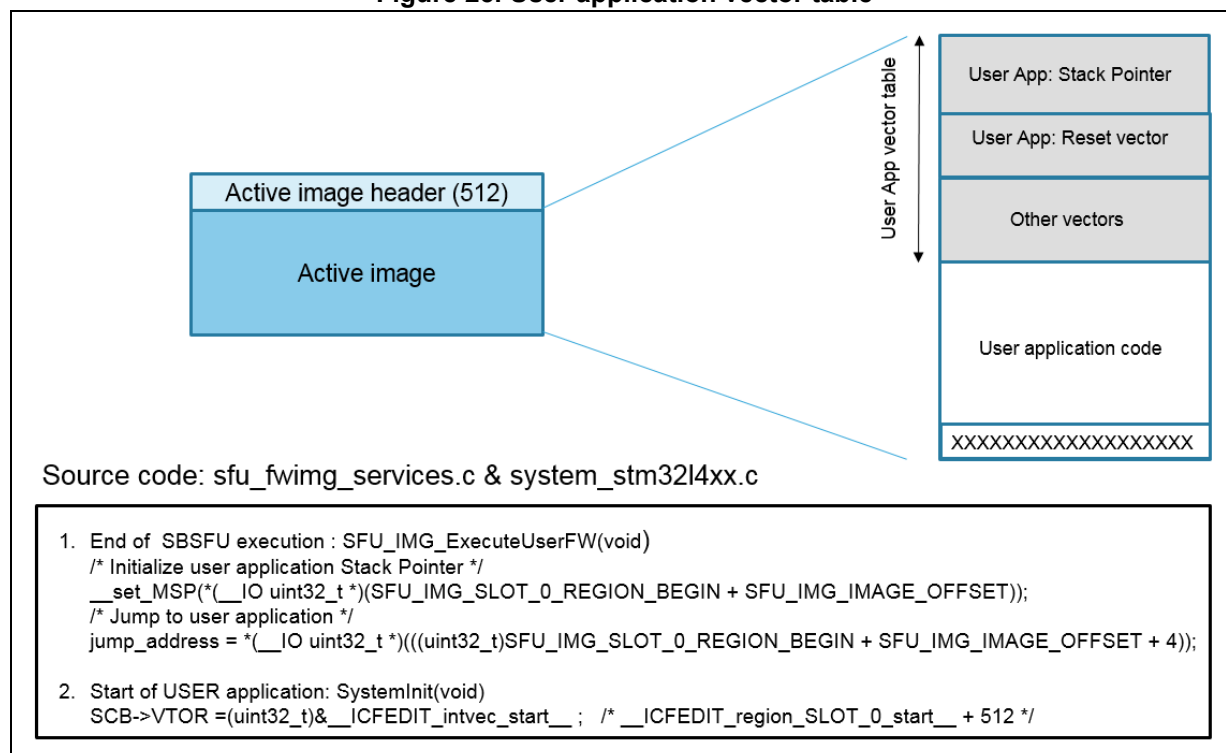 User App: Stack Pointer
User App: Reset vector
Other vectors
User App vector table
User application code
XXXXXXXXXXXXXXXXXXX
Active image header (512)
Active image
Source code: sfu_fwimg_services.c & system_stm32l4xx.c
1. End of SBSFU execution : SFU_IMG_ExecuteUserFW(void)
/* Initialize user application Stack Pointer */
__set_MSP(*(__IO uint32_t *)(SFU_IMG_SLOT_0_REGION_BEGIN + SFU_IMG_IMAGE_OFFSET));
/* Jump to user application */
jump_address = *(__IO uint32_t *)(((uint32_t)SFU_IMG_SLOT_0_REGION_BEGIN + SFU_IMG_IMAGE_OFFSET + 4));
2. Start of USER application: SystemInit(void)
SCB->VTOR =(uint32_t)&__ICFEDIT_intvec_start__ ; /* __ICFEDIT_region_SLOT_0_start__ + 512 */